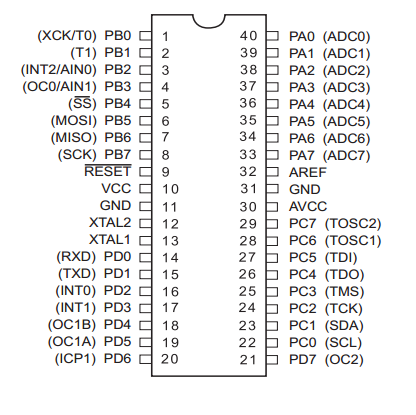 (XCK/T0) PB0 1 40 PA0 (ADC0)
(T1) PB1 2 39 PA1 (ADC1)
(INT2/AIN0) PB2 3 38 PA2 (ADC2)
(OC0/AIN1) PB3 4 37 PA3 (ADC3)
(S̅S̅) PB4 5 36 PA4 (ADC4)
(MOSI) PB5 6 35 PA5 (ADC5)
(MISO) PB6 7 34 PA6 (ADC6)
(SCK) PB7 8 33 PA7 (ADC7)
R̅E̅S̅E̅T̅ 9 32 AREF
VCC 10 31 GND
GND 11 30 AVCC
XTAL2 12 29 PC7 (TOSC2)
XTAL1 13 28 PC6 (TOSC1)
(RXD) PD0 14 27 PC5 (TDI)
(TXD) PD1 15 26 PC4 (TDO)
(INT0) PD2 16 25 PC3 (TMS)
(INT1) PD3 17 24 PC2 (TCK)
(OC1B) PD4 18 23 PC1 (SDA)
(OC1A) PD5 19 22 PC0 (SCL)
(ICP1) PD6 20 21 PD7 (OC2)